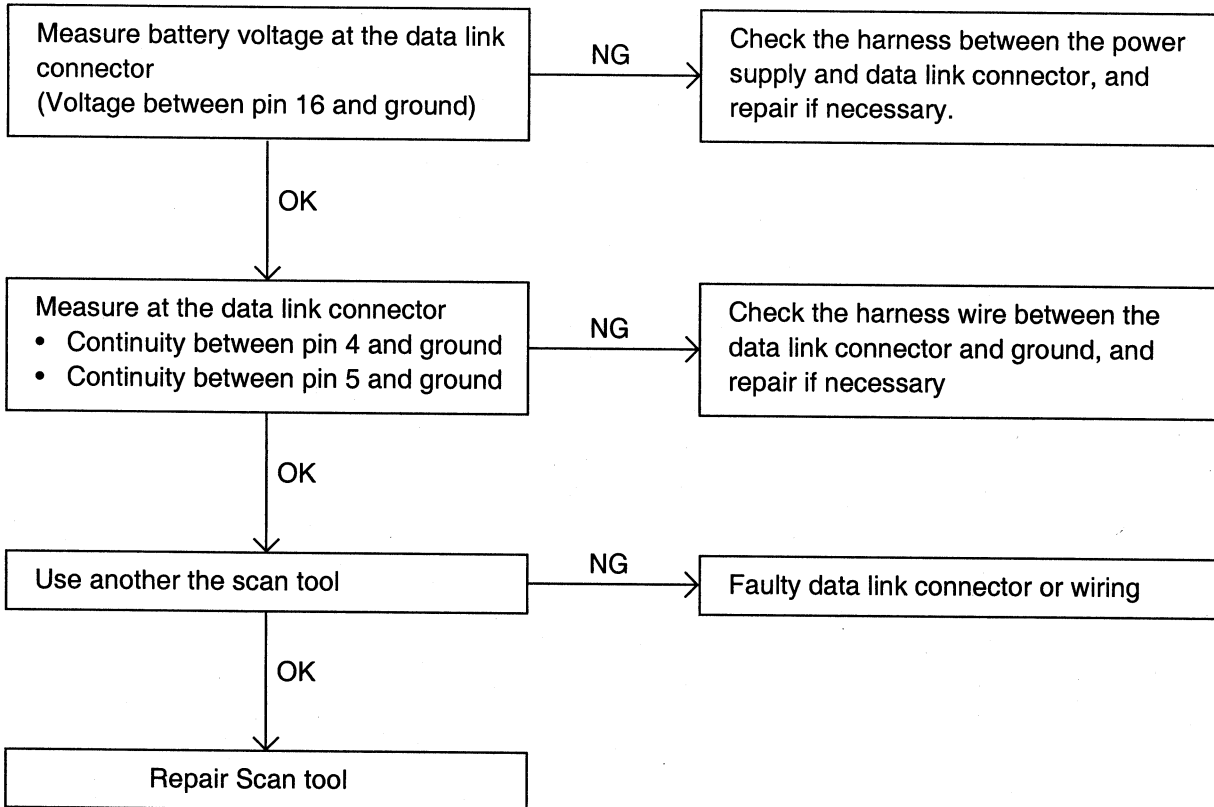 Measure battery voltage at the data link
connector
(Voltage between pin 16 and ground)
NG
Check the harness between the power
supply and data link connector, and
repair if necessary.
OK
Measure at the data link connector
• Continuity between pin 4 and ground
• Continuity between pin 5 and ground
NG
Check the harness wire between the
data link connector and ground, and
repair if necessary
OK
Use another the scan tool
NG
Faulty data link connector or wiring
OK
Repair Scan tool